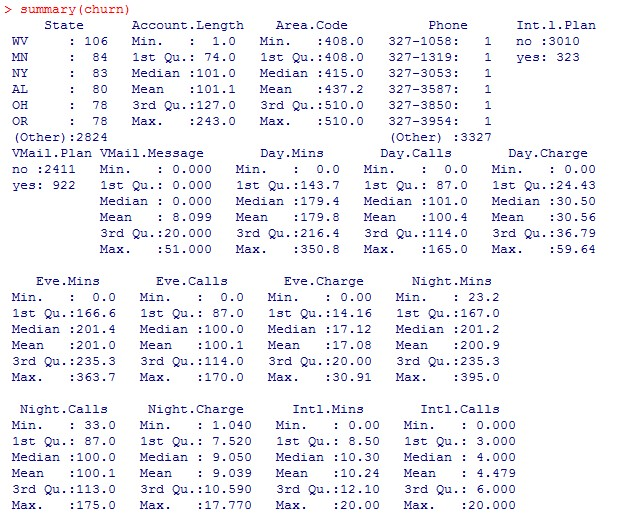 > summary(churn)
State Account.Length Area.Code Phone Int.l.Plan
WV : 106 Min. : 1.0 Min. :408.0 327-1058: 1 no :3010
MN : 84 1st Qu.: 74.0 1st Qu.:408.0 327-1319: 1 yes: 323
NY : 83 Median :101.0 Median :415.0 327-3053: 1
AL : 80 Mean :101.1 Mean :437.2 327-3587: 1
OH : 78 3rd Qu.:127.0 3rd Qu.:510.0 327-3850: 1
OR : 78 Max. :243.0 Max. :510.0 327-3954: 1
(Other):2824 (Other) :3327
VMail.Plan VMail.Message Day.Mins Day.Calls Day.Charge
no :2411 Min. : 0.000 Min. : 0.0 Min. : 0.0 Min. : 0.00
yes: 922 1st Qu.: 0.000 1st Qu.:143.7 1st Qu.: 87.0 1st Qu.:24.43
Median : 0.000 Median :179.4 Median :101.0 Median :30.50
Mean : 8.099 Mean :179.8 Mean :100.4 Mean :30.56
3rd Qu.:20.000 3rd Qu.:216.4 3rd Qu.:114.0 3rd Qu.:36.79
Max. :51.000 Max. :350.8 Max. :165.0 Max. :59.64
Eve.Mins Eve.Calls Eve.Charge Night.Mins
Min. : 0.0 Min. : 0.0 Min. : 0.00 Min. : 23.2
1st Qu.:166.6 1st Qu.: 87.0 1st Qu.:14.16 1st Qu.:167.0
Median :201.4 Median :100.0 Median :17.12 Median :201.2
Mean :201.0 Mean :100.1 Mean :17.08 Mean :200.9
3rd Qu.:235.3 3rd Qu.:114.0 3rd Qu.:20.00 3rd Qu.:235.3
Max. :363.7 Max. :170.0 Max. :30.91 Max. :395.0
Night.Calls Night.Charge Intl.Mins Intl.Calls
Min. : 33.0 Min. : 1.040 Min. : 0.00 Min. : 0.000
1st Qu.: 87.0 1st Qu.: 7.520 1st Qu.: 8.50 1st Qu.: 3.000
Median :100.0 Median : 9.050 Median :10.30 Median : 4.000
Mean :100.1 Mean : 9.039 Mean :10.24 Mean : 4.479
3rd Qu.:113.0 3rd Qu.:10.590 3rd Qu.:12.10 3rd Qu.: 6.000
Max. :175.0 Max. :17.770 Max. :20.00 Max. :20.000